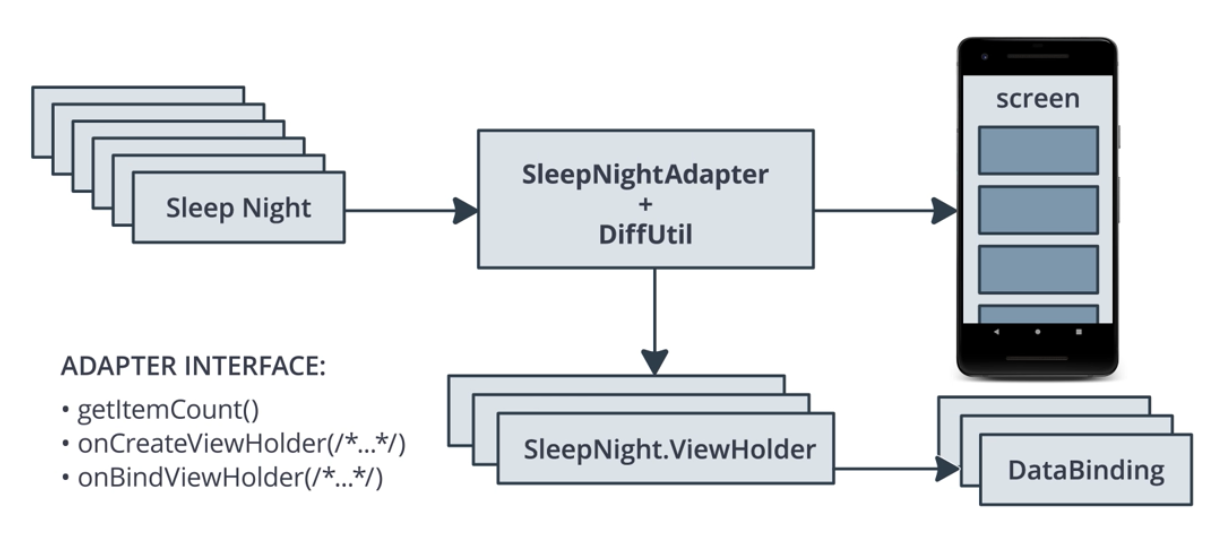 screen
SleepNightAdapter
+
DiffUtil
Sleep Night
ADAPTER INTERFACE:
• getItemCount()
• onCreateViewHolder(/*...*/)
• onBindViewHolder(/*...*/)
SleepNight.ViewHolder
DataBinding